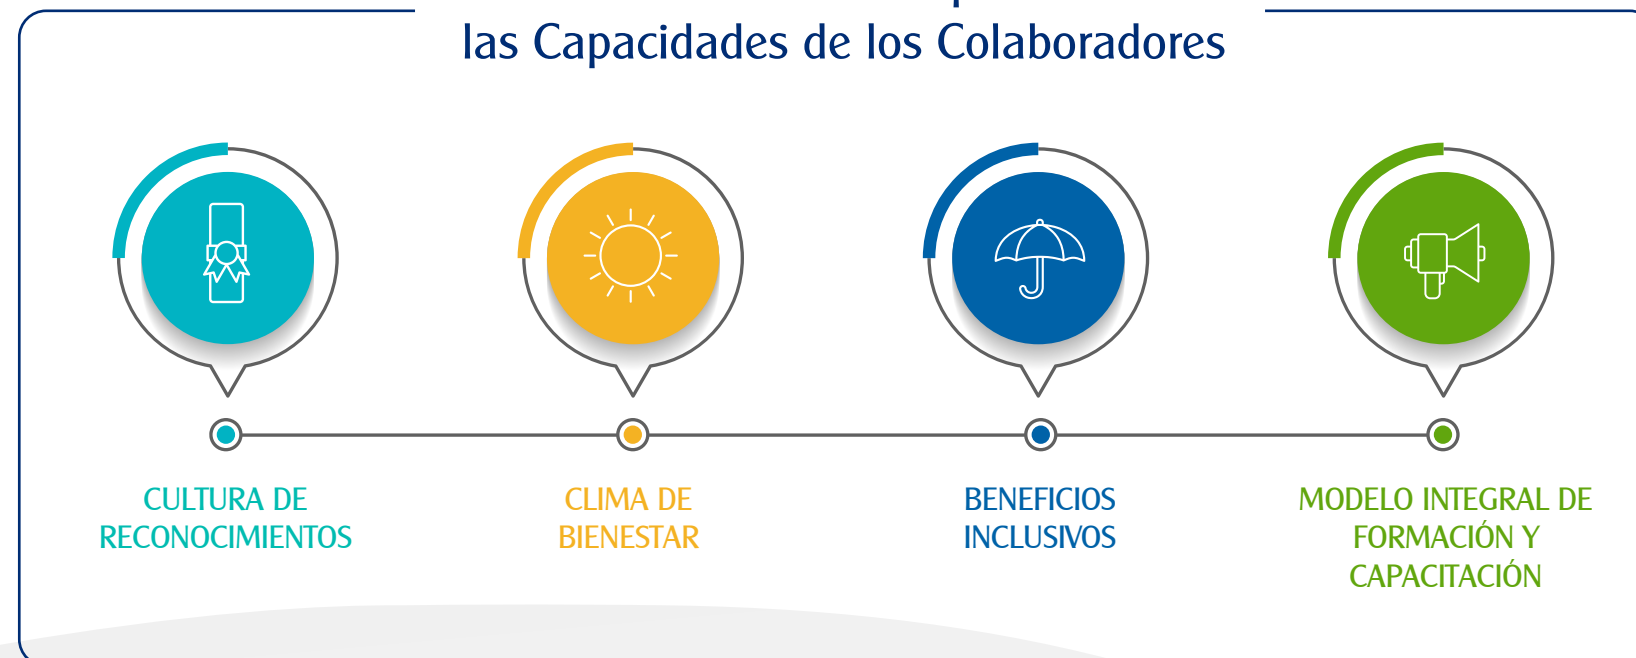 las Capacidades de los Colaboradores
CULTURA DE
RECONOCIMIENTOS
CLIMA DE
BIENESTAR
BENEFICIOS
INCLUSIVOS
MODELO INTEGRAL DE
FORMACIÓN Y
CAPACITACIÓN